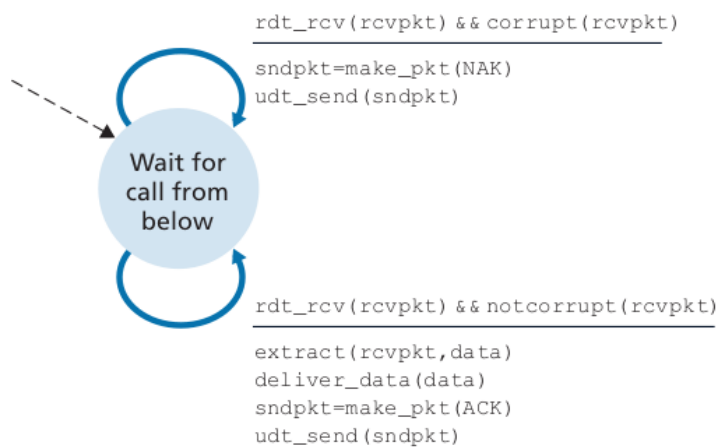 rdt_rcv(rcvpkt) && corrupt(rcvpkt)
sndpkt=make_pkt(NAK)
udt_send(sndpkt)
Wait for
call from
below
rdt_rcv(rcvpkt) && notcorrupt(rcvpkt)
extract(rcvpkt,data)
deliver_data(data)
sndpkt=make_pkt(ACK)
udt_send(sndpkt)